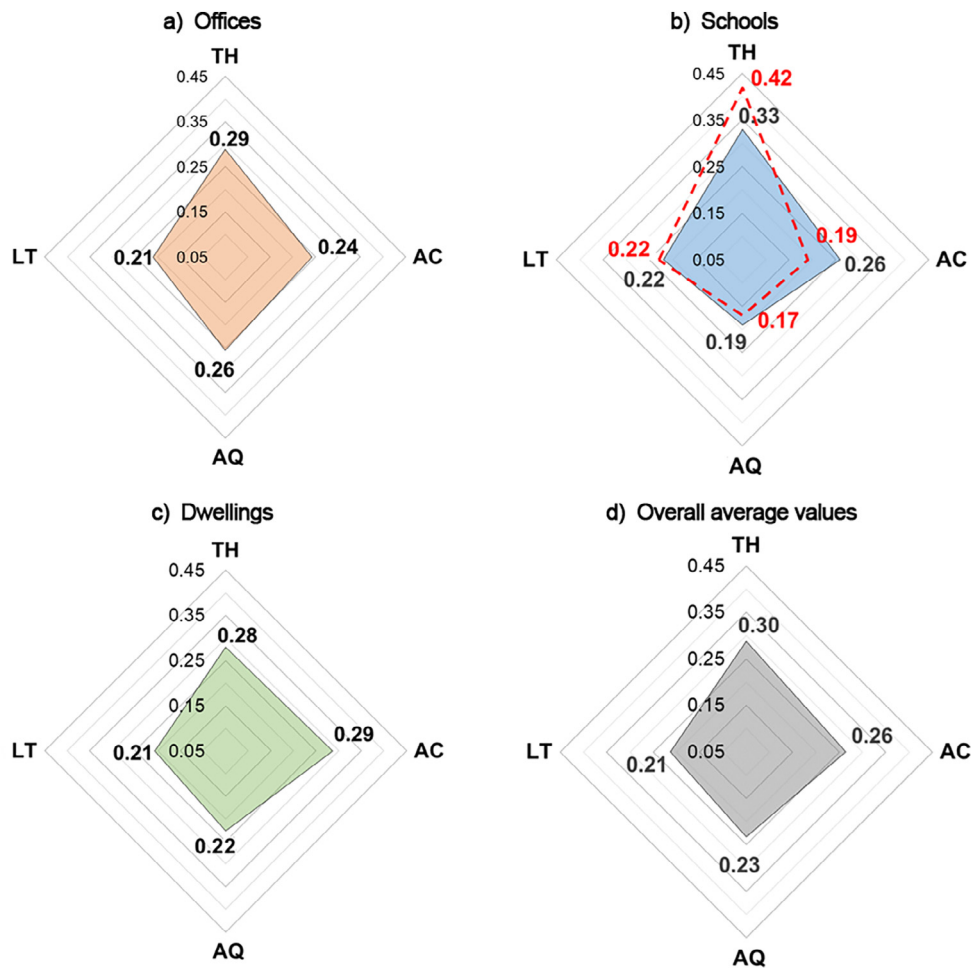 a) Offices
TH
0.45
0.35
0.29
0.25
0.15
LT
0.21
0.05
0.24
AC
0.26
AQ
b) Schools
TH
0.45
0.42
0.35
0.33
0.25
0.15
0.22
0.19
LT
0.05
0.26
AC
0.22
0.17
0.19
AQ
c) Dwellings
TH
0.45
0.35
0.28
0.25
0.15
0.29
LT
0.21
0.05
AC
0.22
AQ
d) Overall average values
TH
0.45
0.35
0.30
0.25
0.15
0.26
LT
0.05
AC
0.21
0.23
AQ